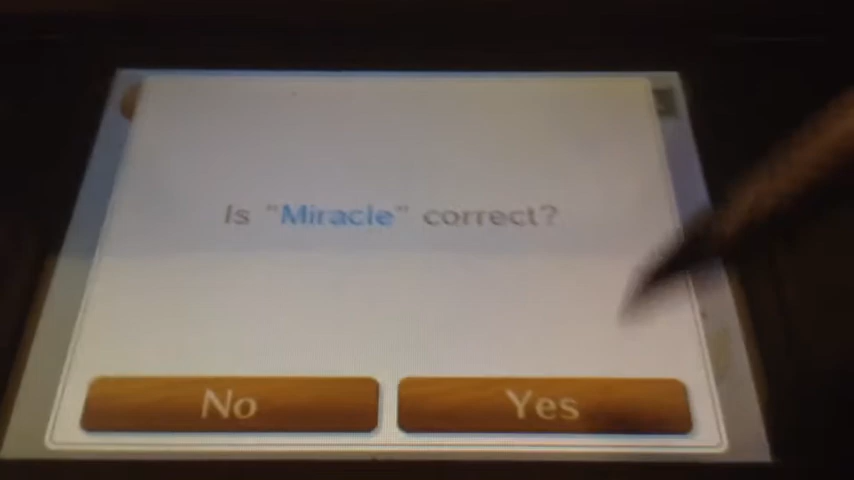 Is "Miracle" correct?
No
Yes